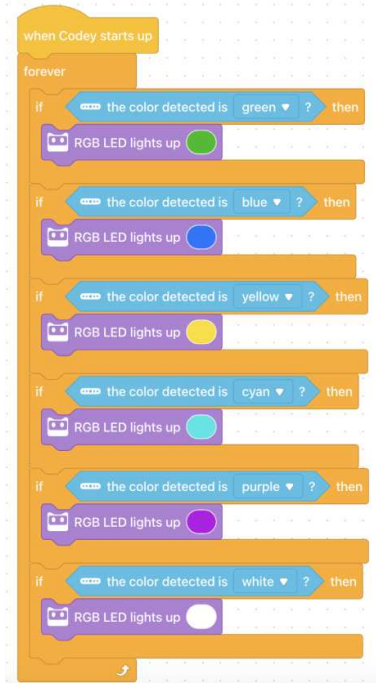 when Codey starts up
forever
if the color detected is green ? then
RGB LED lights up
if the color detected is blue ? then
RGB LED lights up
if the color detected is yellow ? then
RGB LED lights up
if the color detected is cyan ? then
RGB LED lights up
if the color detected is purple ? then
RGB LED lights up
if the color detected is white ? then
RGB LED lights up